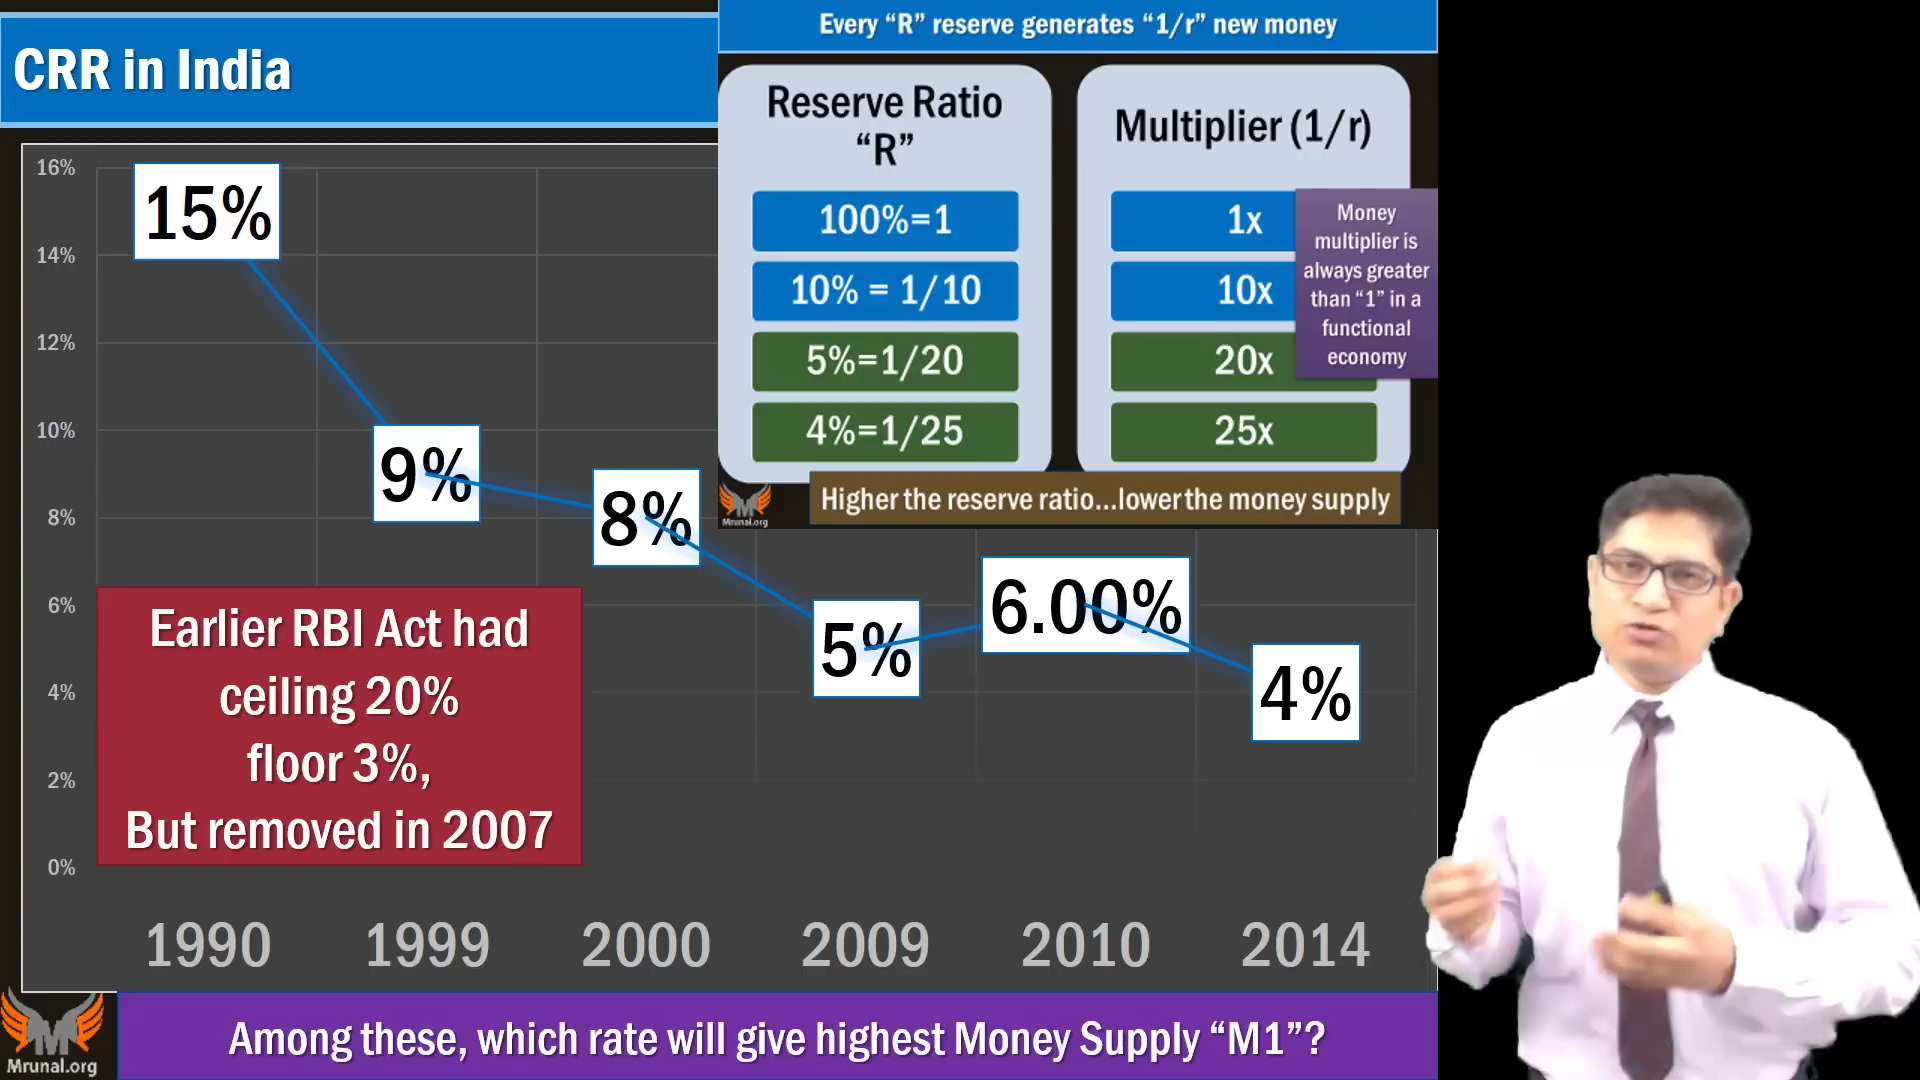 CRR in India
16%
14%
12%
10%
8%
6%
4%
2%
0%
15%
9%
8%
5%
6.00%
4%
1990
1999
2000
2009
2010
2014
Earlier RBI Act had
ceiling 20%
floor 3%,
But removed in 2007
Every “R” reserve generates “1/r” new money
Reserve Ratio
“R”
100%=1
10% = 1/10
5%=1/20
4%=1/25
Multiplier (1/r)
1x
10x
20x
25x
Money
multiplier is
always greater
than “1” in a
functional
economy
Higher the reserve ratio...lower the money supply
Mrunal.org
Among these, which rate will give highest Money Supply “M1”?
Mrunal.org